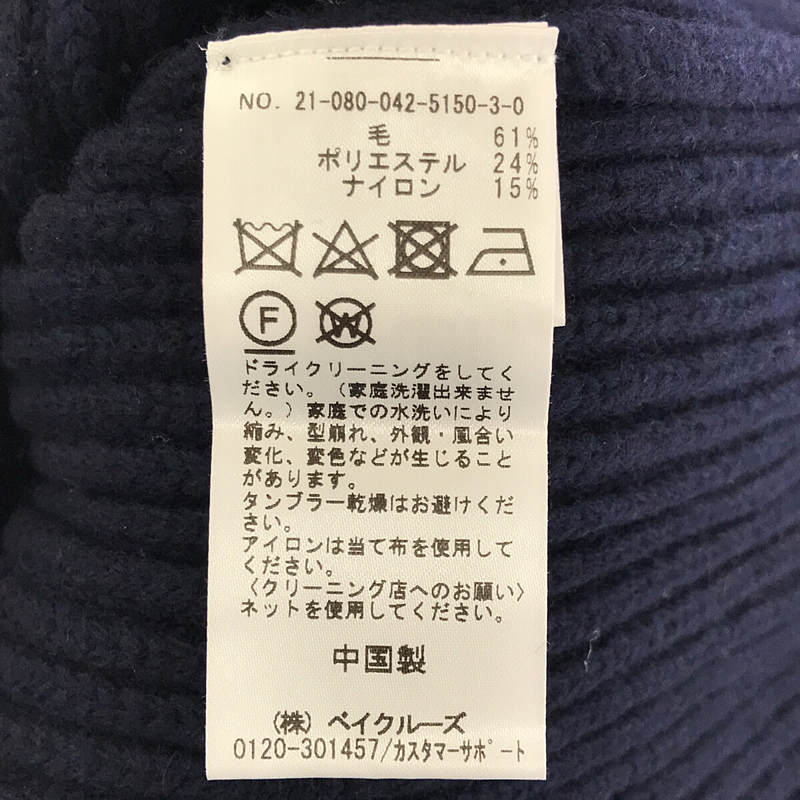 NO. 21-080-042-5150-3-0
毛 61%
ポリエステル 24%
ナイロン 15%
F
W
ドライクリーニングをしてく
ださい。（家庭洗濯出来ませ
ん。）家庭での水洗いにより
縮み、型崩れ、外観・風合い
変化、変色などが生じること
があります。
タンブラー乾燥はお避けくだ
さい。
アイロンは当て布を使用して
ください。
〈クリーニング店へのお願い〉
ネットを使用してください。
中国製
（株）ベイクルーズ
0120-301457/カスタマーサポート